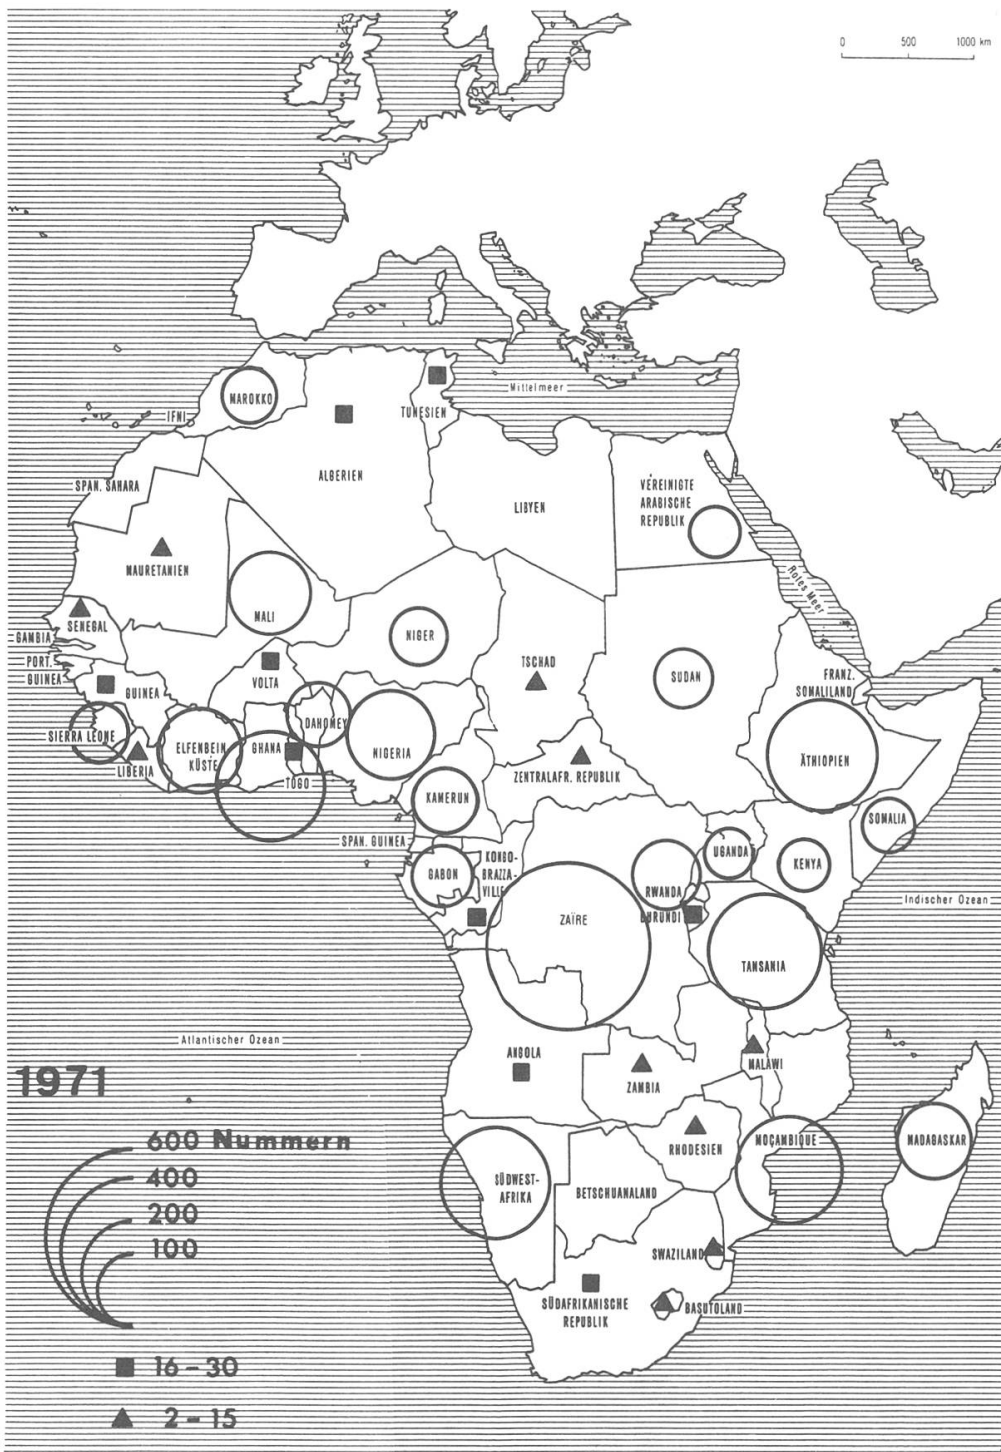 0 500 1000 km
Mittelmeer
MAROKKO
IFNI
TUNESIEN
ALGERIEN
SPAN. SAHARA
LIBYEN
VEREINIGTE
ARABISCHE
REPUBLIK
Rotes Meer
MAURETANIEN
MALI
NIGER
TSCHAD
SUDAN
FRANZ.
SOMALILAND
SENEGAL
GAMBIA
PORT.
GUINEA
GUINEA
VOLTA
DAHOMEY
SIERRA LEONE
LIBERIA
ELFENBEIN
KÜSTE
GHANA
TOGO
NIGERIA
ZENTRALAFR. REPUBLIK
ÄTHIOPIEN
KAMERUN
SOMALIA
SPAN. GUINEA
GABON
KONGO-
BRAZZA-
VILLE
UGANDA
KENYA
RWANDA
BURUNDI
ZAÏRE
Indischer Ozean
TANSANIA
Atlantischer Ozean
ANGOLA
ZAMBIA
MALAWI
MOÇAMBIQUE
MADAGASKAR
RHODESIEN
SÜDWEST-
AFRIKA
BETSCHUANALAND
SWAZILAND
SÜDAFRIKANISCHE
REPUBLIK
BASUTOLAND
1971
600 Nummern
400
200
100
16-30
2-15